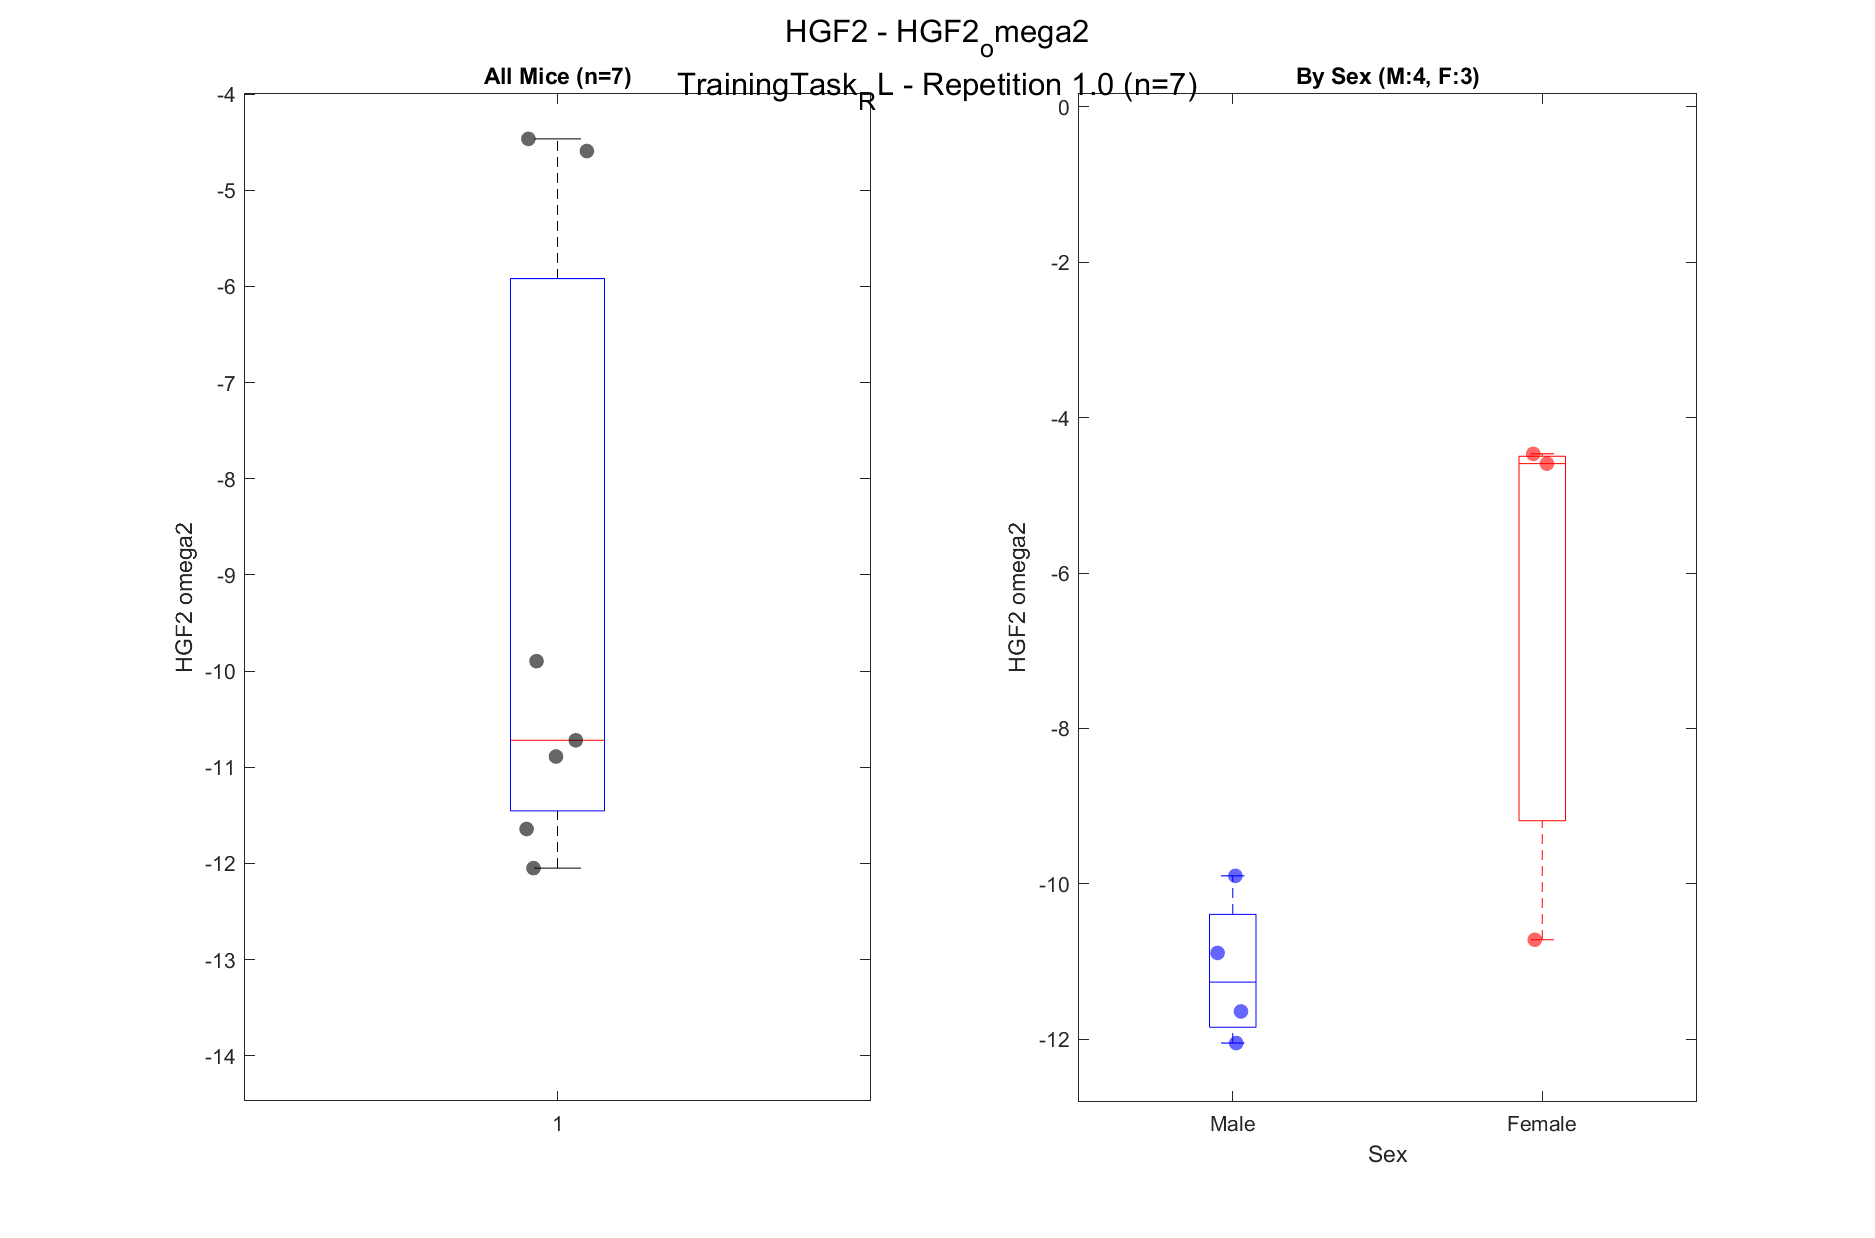 HGF2 - HGF2_omega2
TrainingTask_RL - Repetition 1.0 (n=7)
All Mice (n=7)
-4
-5
-6
-7
-8
-9
-10
-11
-12
-13
-14
HGF2 omega2
1
By Sex (M:4, F:3)
0
-2
-4
-6
-8
-10
-12
HGF2 omega2
Male
Female
Sex